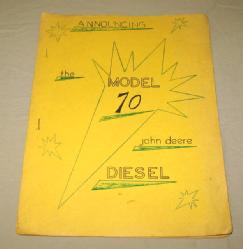 ANNOUNCING
the
MODEL
70
john deere
DIESEL